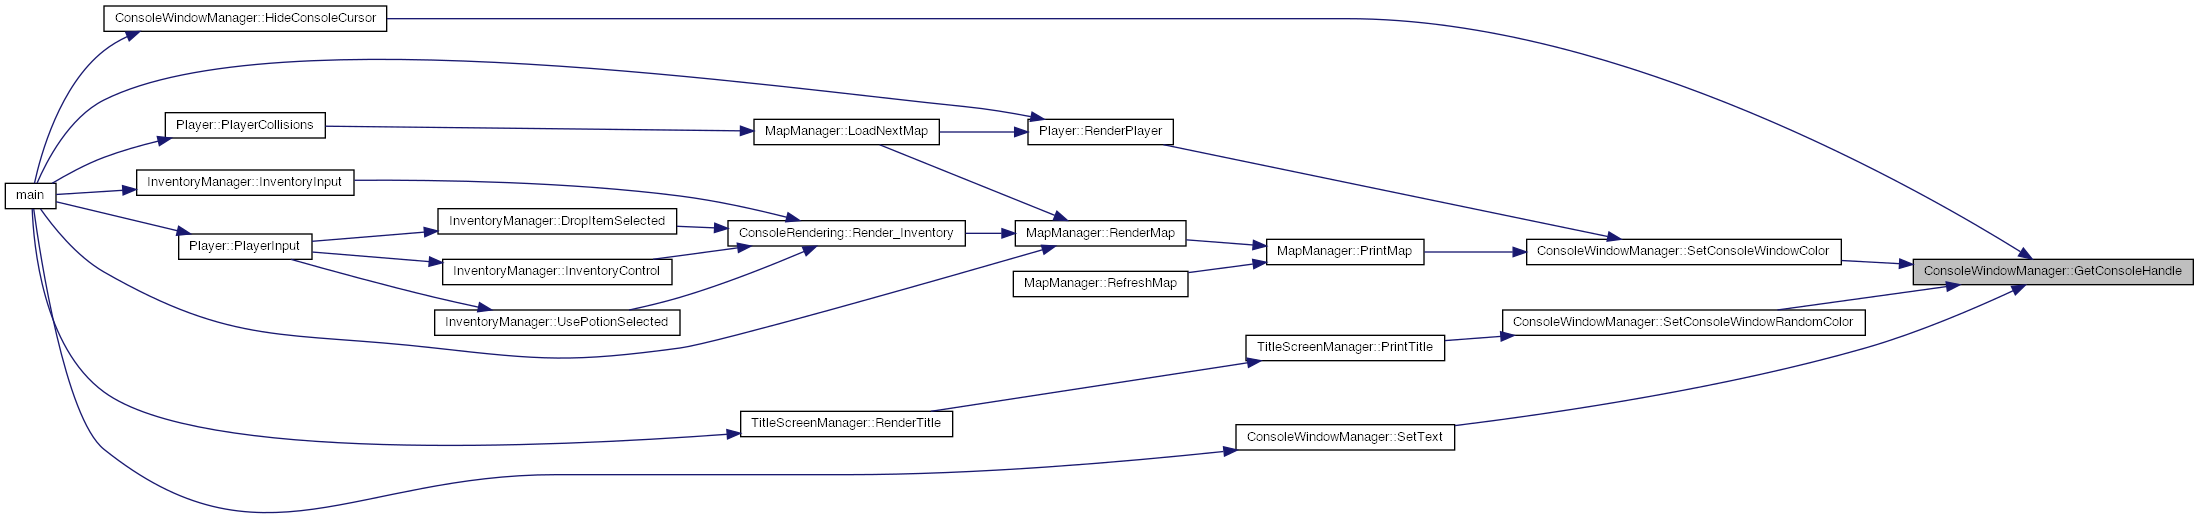 ConsoleWindowManager::HideConsoleCursor
Player::PlayerCollisions
MapManager::LoadNextMap
Player::RenderPlayer
InventoryManager::InventoryInput
main
InventoryManager::DropItemSelected
ConsoleRendering::Render_Inventory
MapManager::RenderMap
Player::PlayerInput
MapManager::PrintMap
ConsoleWindowManager::SetConsoleWindowColor
InventoryManager::InventoryControl
ConsoleWindowManager::GetConsoleHandle
MapManager::RefreshMap
InventoryManager::UsePotionSelected
ConsoleWindowManager::SetConsoleWindowRandomColor
TitleScreenManager::PrintTitle
TitleScreenManager::RenderTitle
ConsoleWindowManager::SetText